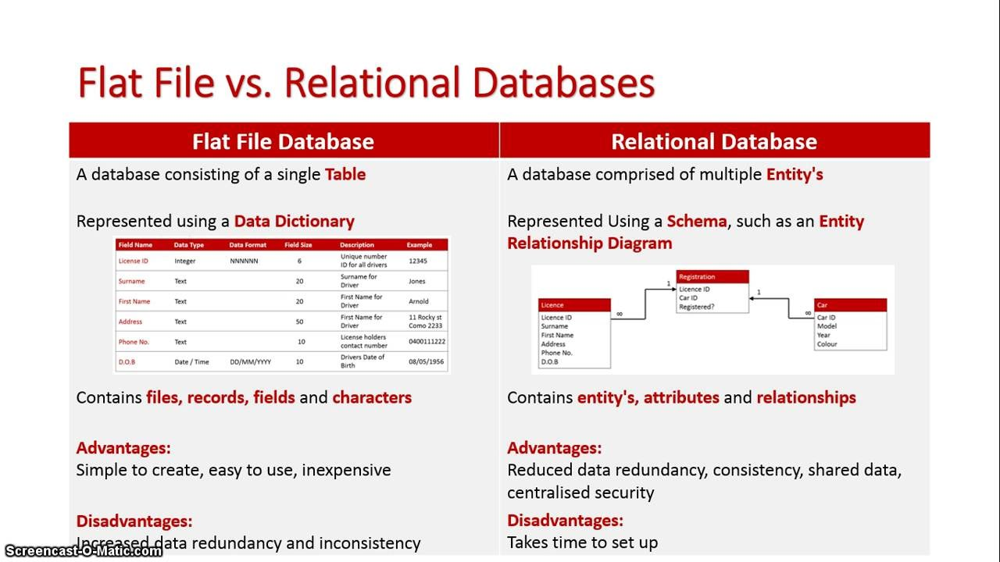 Flat File vs. Relational Databases
Flat File Database
A database consisting of a single Table
Represented using a Data Dictionary
Field Name Data Type Data Format Field Size Description Example
License ID Integer NNNNNN 6 Unique number ID for all drivers 12345
Surname Text 20 Surname for Driver Jones
First Name Text 20 First Name for Driver Arnold
Address Text 50 First Name for Driver 11 Rocky st Como 2233
Phone No. Text 10 License holders contact number 0400111222
D.O.B Date / Time DD/MM/YYYY 10 Drivers Date of Birth 08/05/1956
Contains files, records, fields and characters
Advantages:
Simple to create, easy to use, inexpensive
Disadvantages:
Increased data redundancy and inconsistency
Relational Database
A database comprised of multiple Entity's
Represented Using a Schema, such as an Entity
Relationship Diagram
Licence
Licence ID
Surname
First Name
Address
Phone No.
D.O.B
∞
1
Registration
Licence ID
Car ID
Registered?
1
∞
Car
Car ID
Model
Year
Colour
Contains entity's, attributes and relationships
Advantages:
Reduced data redundancy, consistency, shared data,
centralised security
Disadvantages:
Takes time to set up
Screencast-O-Matic.com